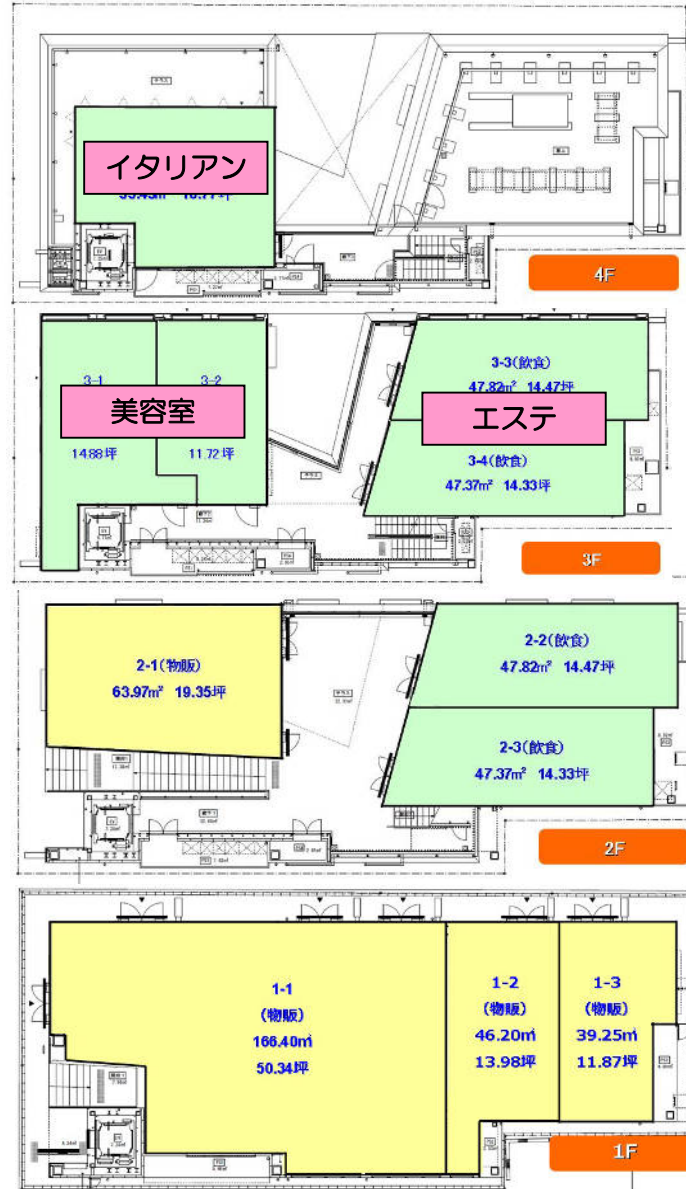 イタリアン
4F
3-1
3-2
美容室
14.88坪
11.72坪
3-3(飲食)
47.82㎡ 14.47坪
エステ
3-4(飲食)
47.37㎡ 14.33坪
3F
2-1(物販)
63.97㎡ 19.35坪
2-2(飲食)
47.82㎡ 14.47坪
2-3(飲食)
47.37㎡ 14.33坪
2F
1-1
(物販)
166.40㎡
50.34坪
1-2
(物販)
46.20㎡
13.98坪
1-3
(物販)
39.25㎡
11.87坪
1F